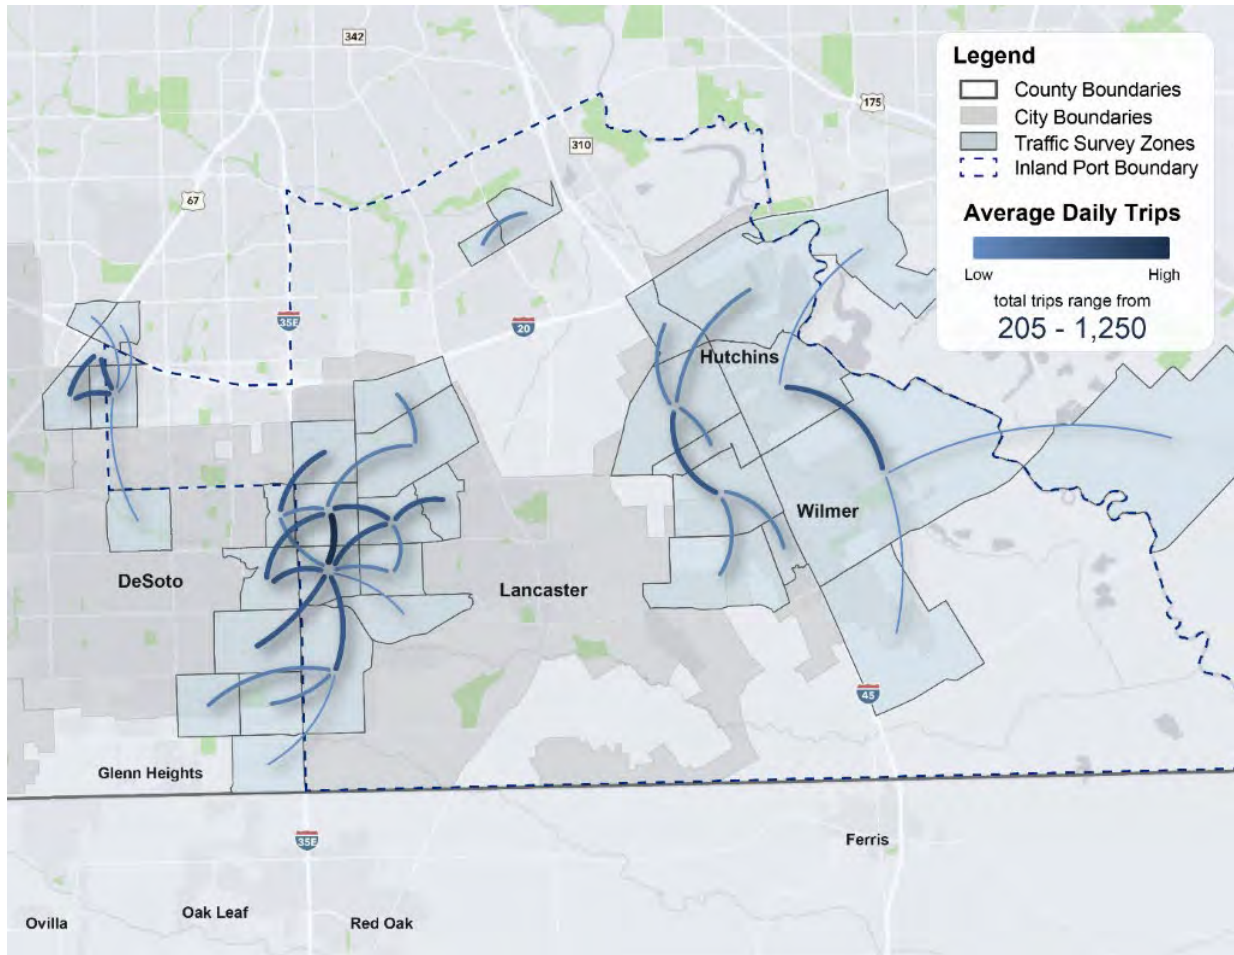 342
Legend
County Boundaries
City Boundaries
Traffic Survey Zones
Inland Port Boundary
Average Daily Trips
Low
High
total trips range from
205 - 1,250
175
310
67
35E
20
Hutchins
Wilmer
DeSoto
Lancaster
45
Glenn Heights
35E
Ferris
Oak Leaf
Ovilla
Red Oak